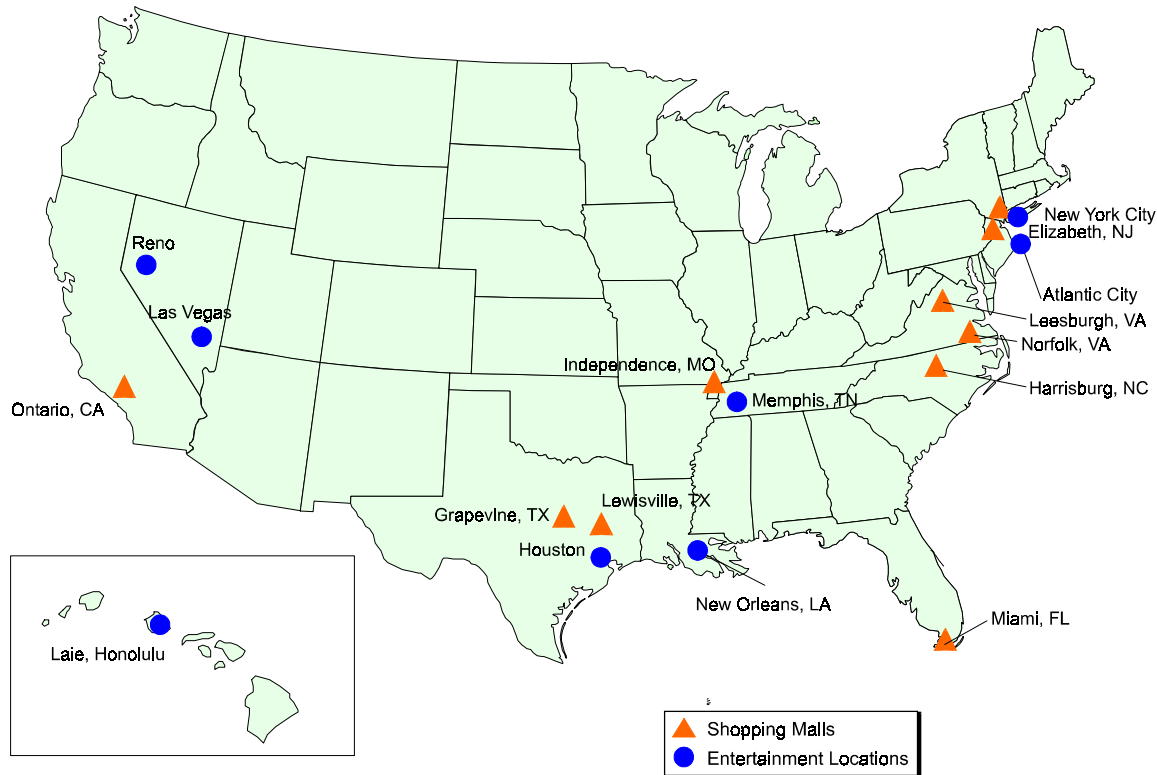 New York City
Reno
Elizabeth, NJ
Atlantic City
Las Vegas
Leesburgh, VA
Norfolk, VA
Independence, MO
Harrisburg, NC
Memphis, TN
Ontario, CA
Lewisville, TX
Grapevine, TX
Houston
New Orleans, LA
Miami, FL
Laie, Honolulu
Shopping Malls
Entertainment Locations